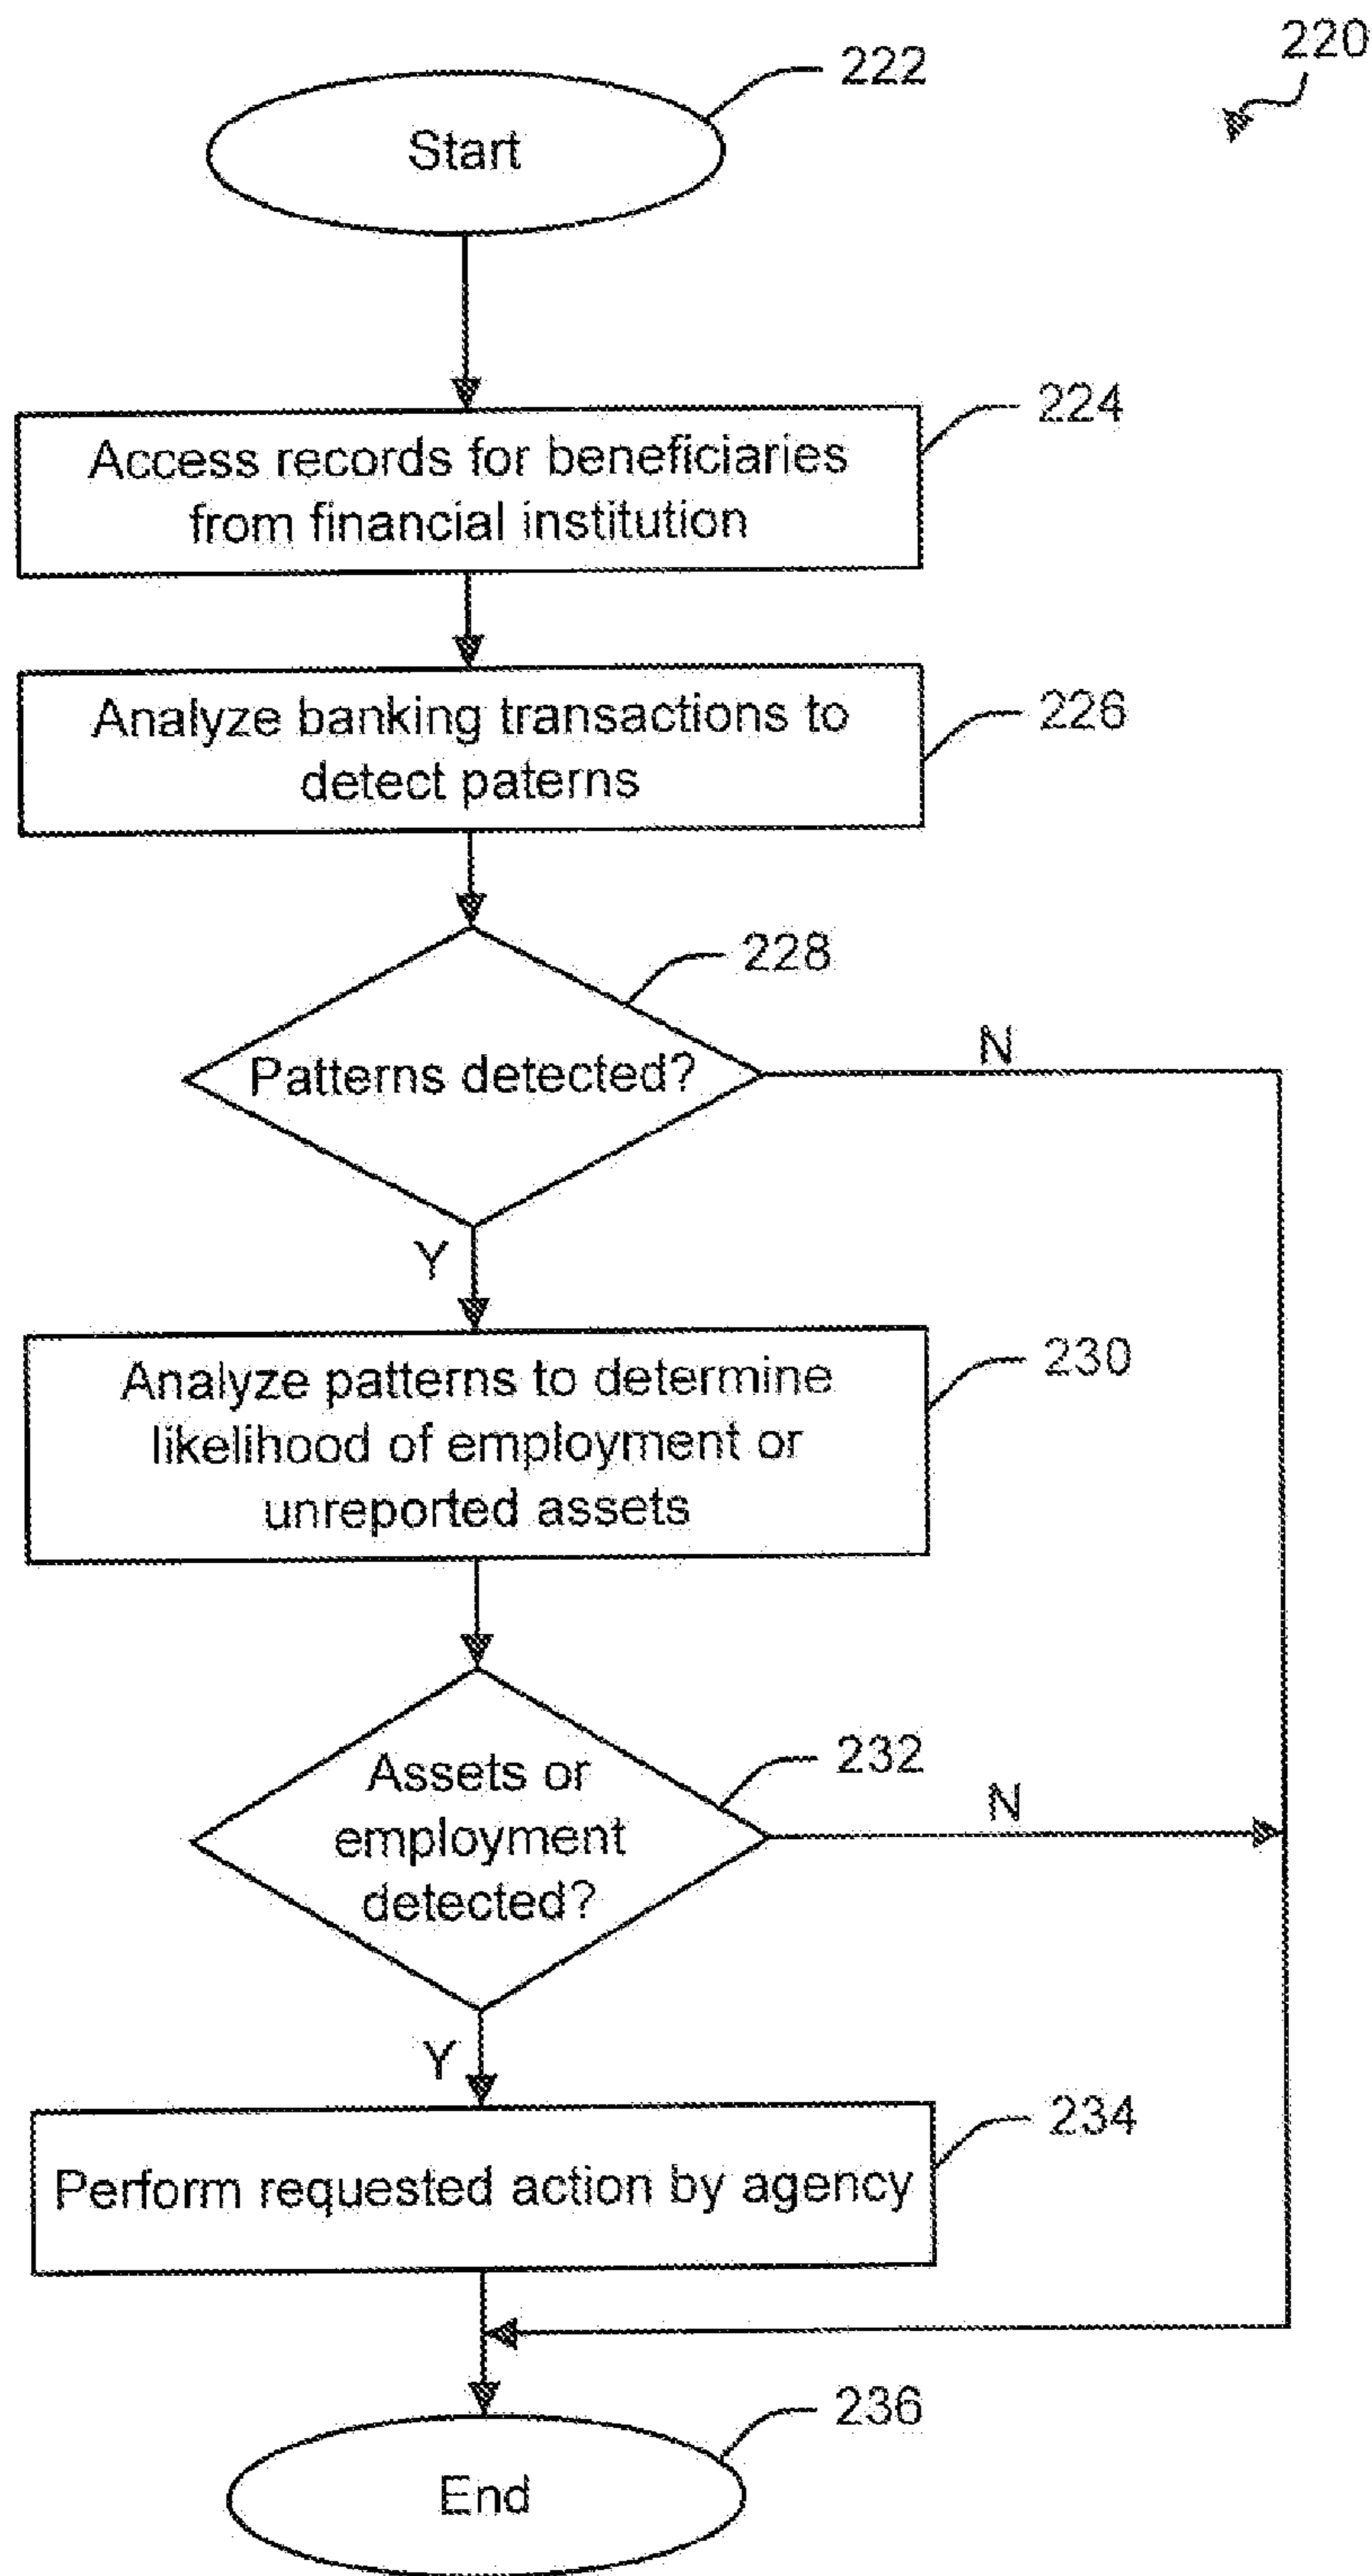 220
222
Start
224
Access records for beneficiaries
from financial institution
226
Analyze banking transactions to
detect paterns
228
Patterns detected?
N
Y
230
Analyze patterns to determine
likelihood of employment or
unreported assets
232
Assets or
employment
detected?
N
Y
234
Perform requested action by agency
236
End